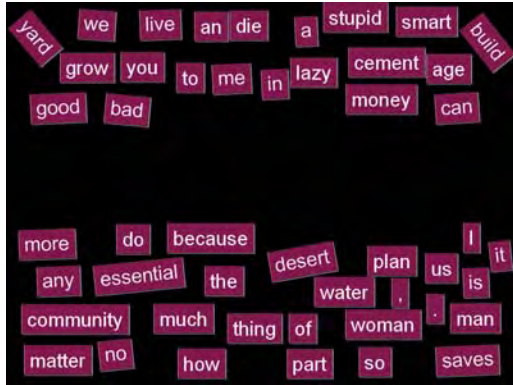 yard we live an die a stupid smart build
grow you to me in lazy cement age
good bad money can
more do because desert plan us I it
any essential the water , . is
community much thing of woman man
matter no how part so saves